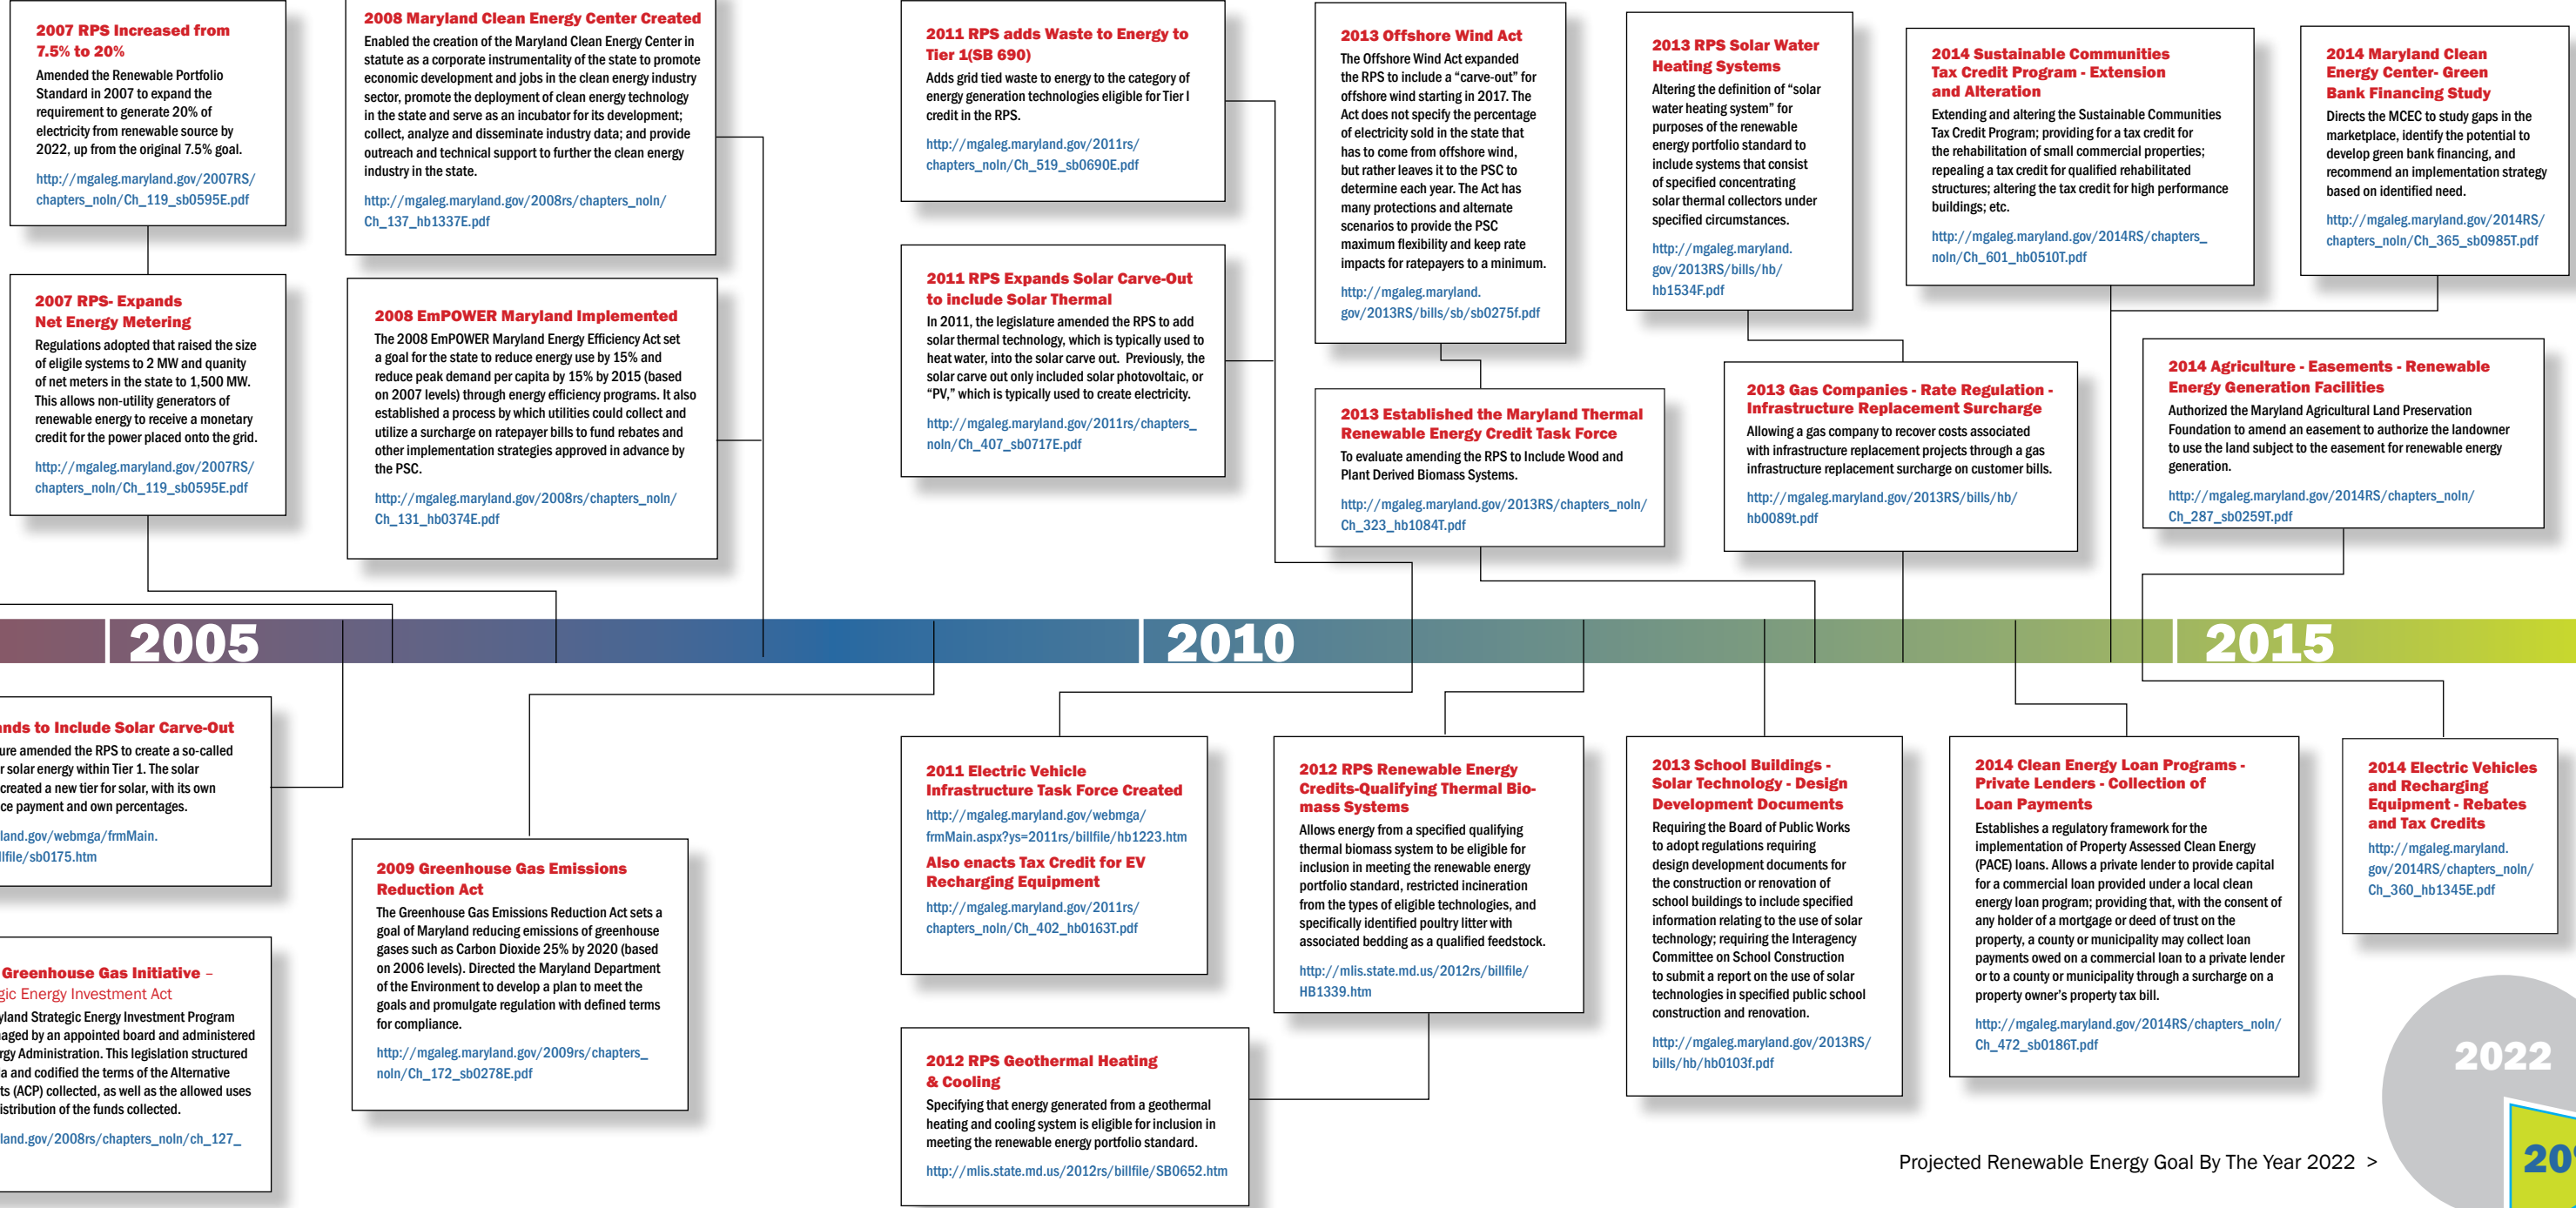 2007 RPS Increased from
7.5% to 20%
Amended the Renewable Portfolio
Standard in 2007 to expand the
requirement to generate 20% of
electricity from renewable source by
2022, up from the original 7.5% goal.
http://mgaleg.maryland.gov/2007RS/
chapters_noln/Ch_119_sb0595E.pdf
2007 RPS- Expands
Net Energy Metering
Regulations adopted that raised the size
of eligile systems to 2 MW and quanity
of net meters in the state to 1,500 MW.
This allows non-utility generators of
renewable energy to receive a monetary
credit for the power placed onto the grid.
http://mgaleg.maryland.gov/2007RS/
chapters_noln/Ch_119_sb0595E.pdf
2008 Maryland Clean Energy Center Created
Enabled the creation of the Maryland Clean Energy Center in
statute as a corporate instrumentality of the state to promote
economic development and jobs in the clean energy industry
sector, promote the deployment of clean energy technology
in the state and serve as an incubator for its development;
collect, analyze and disseminate industry data; and provide
outreach and technical support to further the clean energy
industry in the state.
http://mgaleg.maryland.gov/2008rs/chapters_noln/
Ch_137_hb1337E.pdf
2008 EmPOWER Maryland Implemented
The 2008 EmPOWER Maryland Energy Efficiency Act set
a goal for the state to reduce energy use by 15% and
reduce peak demand per capita by 15% by 2015 (based
on 2007 levels) through energy efficiency programs. It also
established a process by which utilities could collect and
utilize a surcharge on ratepayer bills to fund rebates and
other implementation strategies approved in advance by
the PSC.
http://mgaleg.maryland.gov/2008rs/chapters_noln/
Ch_131_hb0374E.pdf
2011 RPS adds Waste to Energy to
Tier 1(SB 690)
Adds grid tied waste to energy to the category of
energy generation technologies eligible for Tier I
credit in the RPS.
http://mgaleg.maryland.gov/2011rs/
chapters_noln/Ch_519_sb0690E.pdf
2011 RPS Expands Solar Carve-Out
to include Solar Thermal
In 2011, the legislature amended the RPS to add
solar thermal technology, which is typically used to
heat water, into the solar carve out. Previously, the
solar carve out only included solar photovoltaic, or
“PV,” which is typically used to create electricity.
http://mgaleg.maryland.gov/2011rs/chapters_
noln/Ch_407_sb0717E.pdf
2013 Offshore Wind Act
The Offshore Wind Act expanded
the RPS to include a “carve-out” for
offshore wind starting in 2017. The
Act does not specify the percentage
of electricity sold in the state that
has to come from offshore wind,
but rather leaves it to the PSC to
determine each year. The Act has
many protections and alternate
scenarios to provide the PSC
maximum flexibility and keep rate
impacts for ratepayers to a minimum.
http://mgaleg.maryland.
gov/2013RS/bills/sb/sb0275f.pdf
2013 Established the Maryland Thermal
Renewable Energy Credit Task Force
To evaluate amending the RPS to Include Wood and
Plant Derived Biomass Systems.
http://mgaleg.maryland.gov/2013RS/chapters_noln/
Ch_323_hb1084T.pdf
2013 RPS Solar Water
Heating Systems
Altering the definition of “solar
water heating system” for
purposes of the renewable
energy portfolio standard to
include systems that consist
of specified concentrating
solar thermal collectors under
specified circumstances.
http://mgaleg.maryland.
gov/2013RS/bills/hb/
hb1534F.pdf
2013 Gas Companies - Rate Regulation -
Infrastructure Replacement Surcharge
Allowing a gas company to recover costs associated
with infrastructure replacement projects through a gas
infrastructure replacement surcharge on customer bills.
http://mgaleg.maryland.gov/2013RS/bills/hb/
hb0089t.pdf
2014 Sustainable Communities
Tax Credit Program - Extension
and Alteration
Extending and altering the Sustainable Communities
Tax Credit Program; providing for a tax credit for
the rehabilitation of small commercial properties;
repealing a tax credit for qualified rehabilitated
structures; altering the tax credit for high performance
buildings; etc.
http://mgaleg.maryland.gov/2014RS/chapters_
noln/Ch_601_hb0510T.pdf
2014 Maryland Clean
Energy Center- Green
Bank Financing Study
Directs the MCEC to study gaps in the
marketplace, identify the potential to
develop green bank financing, and
recommend an implementation strategy
based on identified need.
http://mgaleg.maryland.gov/2014RS/
chapters_noln/Ch_365_sb0985T.pdf
2014 Agriculture - Easements - Renewable
Energy Generation Facilities
Authorized the Maryland Agricultural Land Preservation
Foundation to amend an easement to authorize the landowner
to use the land subject to the easement for renewable energy
generation.
http://mgaleg.maryland.gov/2014RS/chapters_noln/
Ch_287_sb0259T.pdf
2005
2010
2015
ands to Include Solar Carve-Out
ure amended the RPS to create a so-called
r solar energy within Tier 1. The solar
created a new tier for solar, with its own
ce payment and own percentages.
land.gov/webmga/frmMain.
llfile/sb0175.htm
Greenhouse Gas Initiative –
gic Energy Investment Act
yland Strategic Energy Investment Program
naged by an appointed board and administered
rgy Administration. This legislation structured
ia and codified the terms of the Alternative
ts (ACP) collected, as well as the allowed uses
istribution of the funds collected.
land.gov/2008rs/chapters_noln/ch_127_
2009 Greenhouse Gas Emissions
Reduction Act
The Greenhouse Gas Emissions Reduction Act sets a
goal of Maryland reducing emissions of greenhouse
gases such as Carbon Dioxide 25% by 2020 (based
on 2006 levels). Directed the Maryland Department
of the Environment to develop a plan to meet the
goals and promulgate regulation with defined terms
for compliance.
http://mgaleg.maryland.gov/2009rs/chapters_
noln/Ch_172_sb0278E.pdf
2011 Electric Vehicle
Infrastructure Task Force Created
http://mgaleg.maryland.gov/webmga/
frmMain.aspx?ys=2011rs/billfile/hb1223.htm
Also enacts Tax Credit for EV
Recharging Equipment
http://mgaleg.maryland.gov/2011rs/
chapters_noln/Ch_402_hb0163T.pdf
2012 RPS Geothermal Heating
& Cooling
Specifying that energy generated from a geothermal
heating and cooling system is eligible for inclusion in
meeting the renewable energy portfolio standard.
http://mlis.state.md.us/2012rs/billfile/SB0652.htm
2012 RPS Renewable Energy
Credits-Qualifying Thermal Bio-
mass Systems
Allows energy from a specified qualifying
thermal biomass system to be eligible for
inclusion in meeting the renewable energy
portfolio standard, restricted incineration
from the types of eligible technologies, and
specifically identified poultry litter with
associated bedding as a qualified feedstock.
http://mlis.state.md.us/2012rs/billfile/
HB1339.htm
2013 School Buildings -
Solar Technology - Design
Development Documents
Requiring the Board of Public Works
to adopt regulations requiring
design development documents for
the construction or renovation of
school buildings to include specified
information relating to the use of solar
technology; requiring the Interagency
Committee on School Construction
to submit a report on the use of solar
technologies in specified public school
construction and renovation.
http://mgaleg.maryland.gov/2013RS/
bills/hb/hb0103f.pdf
2014 Clean Energy Loan Programs -
Private Lenders - Collection of
Loan Payments
Establishes a regulatory framework for the
implementation of Property Assessed Clean Energy
(PACE) loans. Allows a private lender to provide capital
for a commercial loan provided under a local clean
energy loan program; providing that, with the consent of
any holder of a mortgage or deed of trust on the
property, a county or municipality may collect loan
payments owed on a commercial loan to a private lender
or to a county or municipality through a surcharge on a
property owner’s property tax bill.
http://mgaleg.maryland.gov/2014RS/chapters_noln/
Ch_472_sb0186T.pdf
2014 Electric Vehicles
and Recharging
Equipment - Rebates
and Tax Credits
http://mgaleg.maryland.
gov/2014RS/chapters_noln/
Ch_360_hb1345E.pdf
2022
20
Projected Renewable Energy Goal By The Year 2022 >